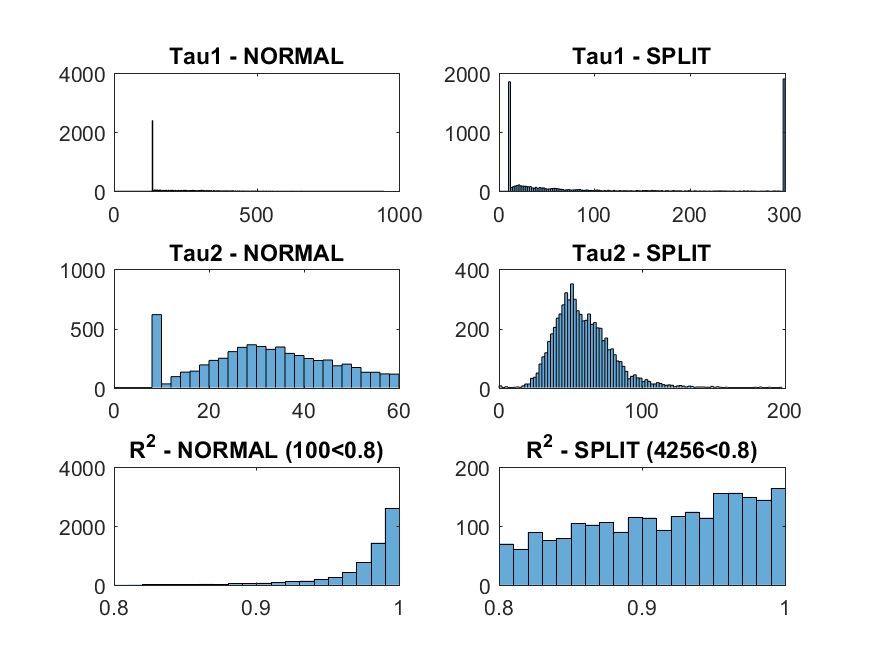 Tau1 - NORMAL
4000
2000
0
0 500 1000
Tau1 - SPLIT
2000
1000
0
0 100 200 300
Tau2 - NORMAL
1000
500
0
0 20 40 60
Tau2 - SPLIT
400
200
0
0 100 200
R² - NORMAL (100<0.8)
4000
2000
0
0.8 0.9 1
R² - SPLIT (4256<0.8)
200
100
0
0.8 0.9 1